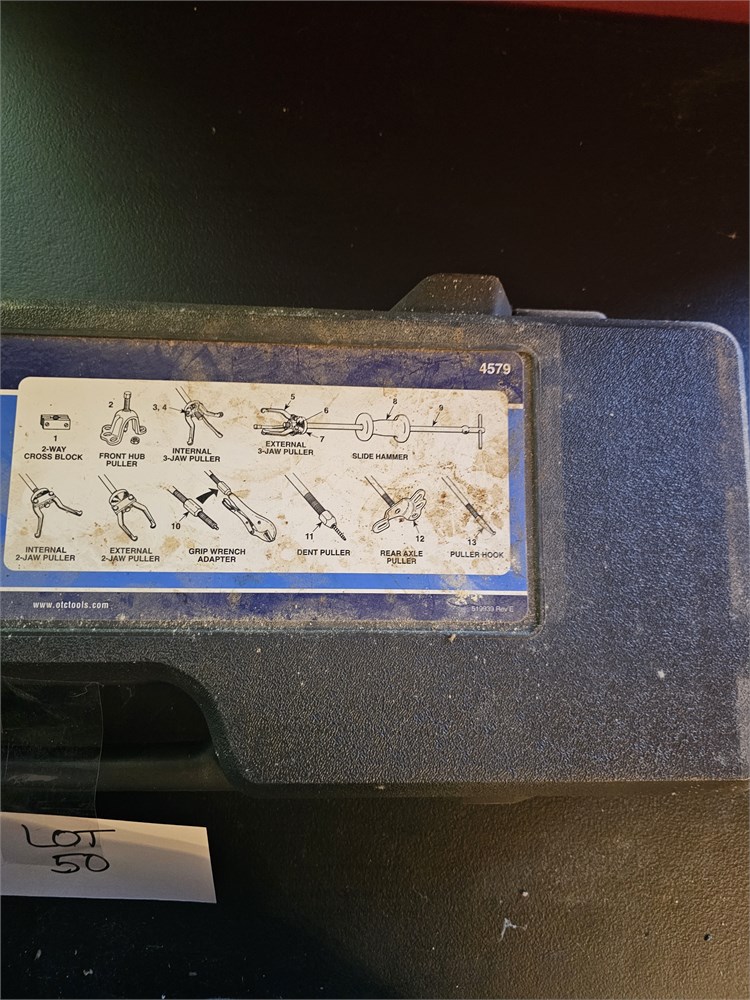 4579
1
2-WAY
CROSS BLOCK
2
FRONT HUB
PULLER
3, 4
INTERNAL
3-JAW PULLER
5
6
7
EXTERNAL
3-JAW PULLER
8
9
SLIDE HAMMER
INTERNAL
2-JAW PULLER
EXTERNAL
2-JAW PULLER
10
GRIP WRENCH
ADAPTER
11
DENT PULLER
12
REAR AXLE
PULLER
13
PULLER HOOK
www.otctools.com
519933 Rev E
LOT
50